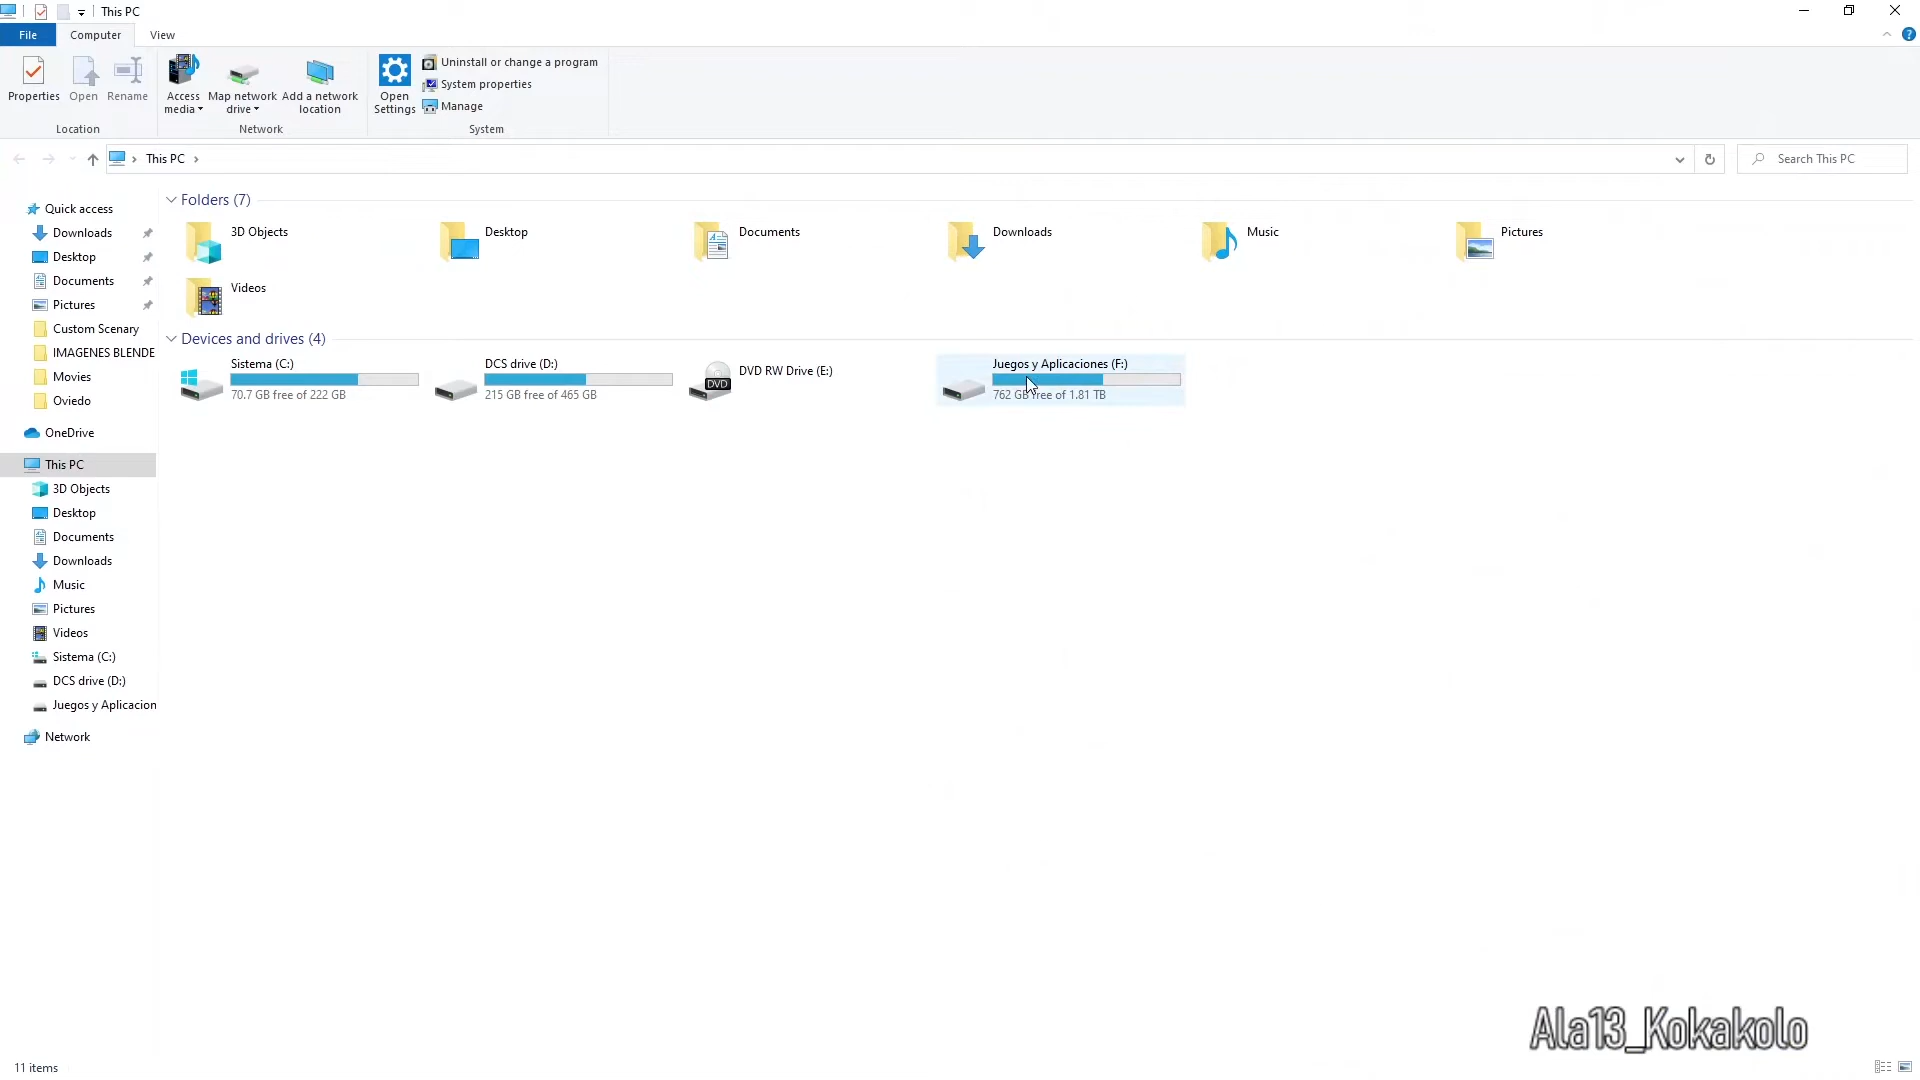 This PC
File
Computer
View
?
Properties
Open
Rename
Access media
Map network drive
Add a network location
Open Settings
Uninstall or change a program
System properties
Manage
Location
Network
System
This PC
Search This PC
Quick access
Downloads
Desktop
Documents
Pictures
Custom Scenary
IMAGENES BLENDE
Movies
Oviedo
OneDrive
This PC
3D Objects
Desktop
Documents
Downloads
Music
Pictures
Videos
Sistema (C:)
DCS drive (D:)
Juegos y Aplicacion
Network
Folders (7)
3D Objects
Desktop
Documents
Downloads
Music
Pictures
Videos
Devices and drives (4)
Sistema (C:)
70.7 GB free of 222 GB
DCS drive (D:)
215 GB free of 465 GB
DVD
DVD RW Drive (E:)
Juegos y Aplicaciones (F:)
762 GB free of 1.81 TB
Ala13_Kokakolo
11 items